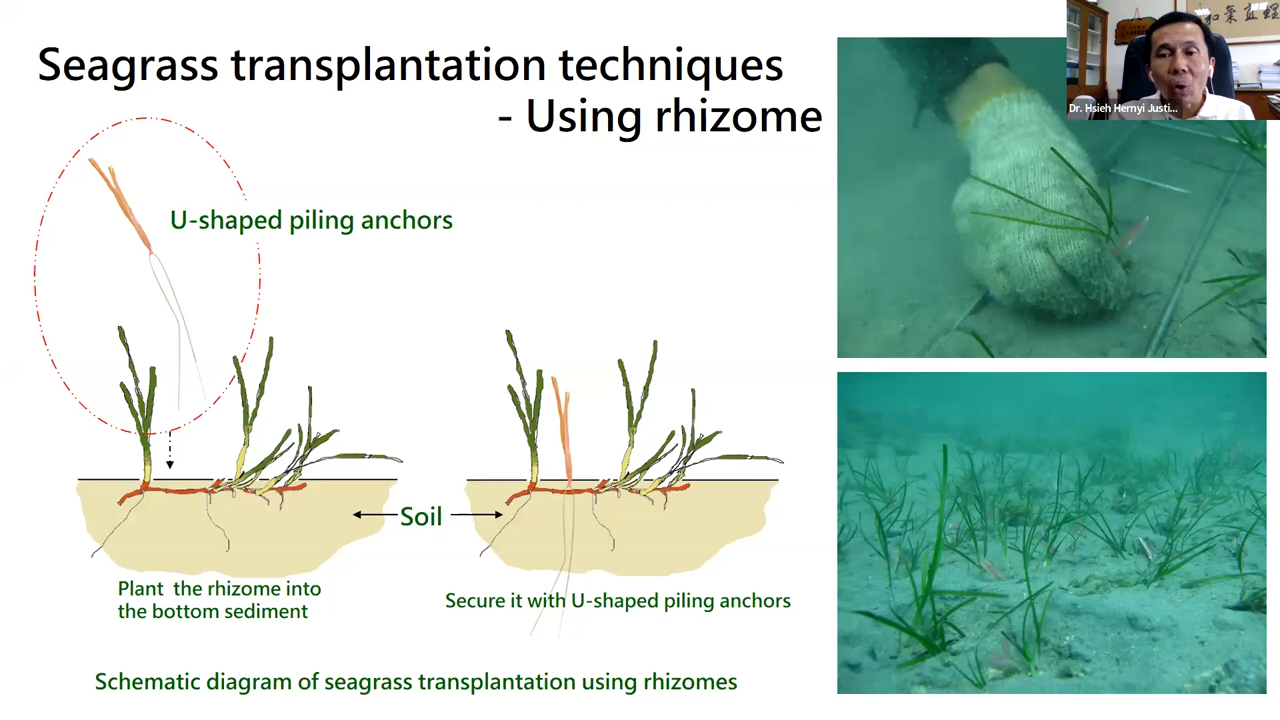 Seagrass transplantation techniques
- Using rhizome
U-shaped piling anchors
Soil
Plant the rhizome into
the bottom sediment
Secure it with U-shaped piling anchors
Schematic diagram of seagrass transplantation using rhizomes
Dr. Hsieh Hernyi Justi...